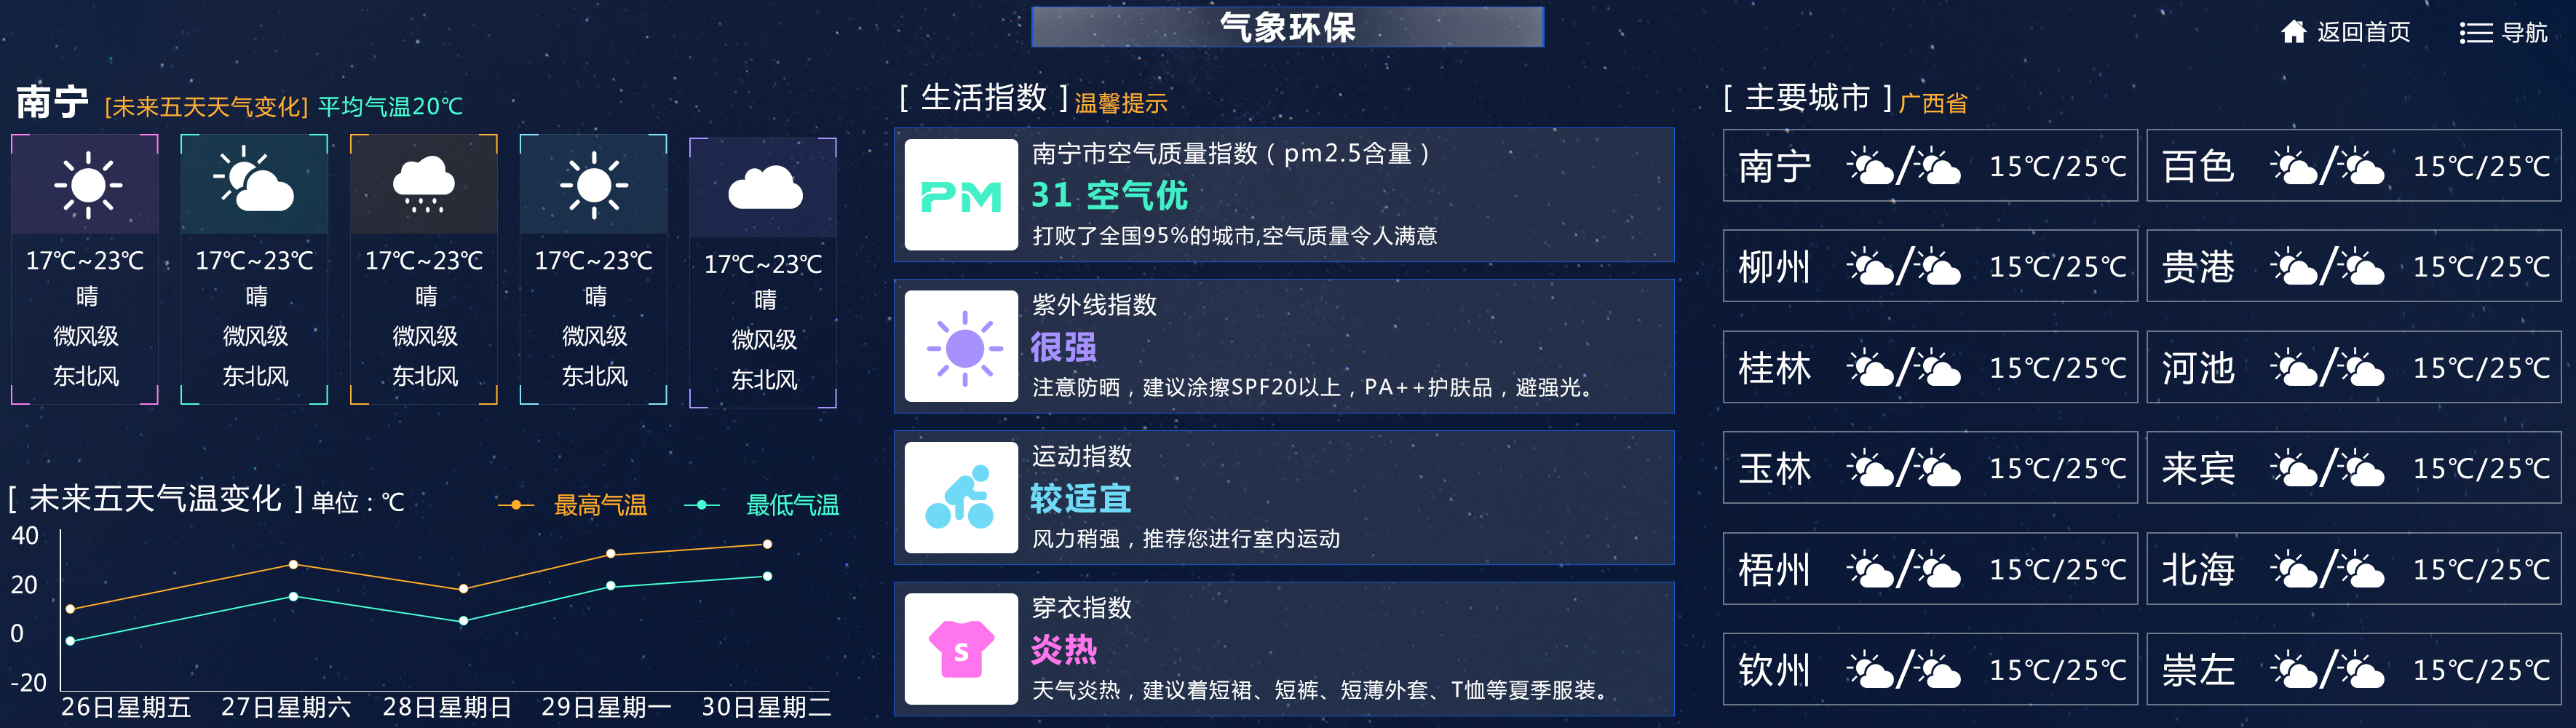 气象环保
返回首页
导航
南宁 [未来五天天气变化] 平均气温20℃
17℃~23℃
晴
微风级
东北风
17℃~23℃
晴
微风级
东北风
17℃~23℃
晴
微风级
东北风
17℃~23℃
晴
微风级
东北风
17℃~23℃
晴
微风级
东北风
[ 未来五天气温变化 ] 单位：℃
最高气温
最低气温
40
20
0
-20
26日星期五
27日星期六
28日星期日
29日星期一
30日星期二
[ 生活指数 ] 温馨提示
PM
南宁市空气质量指数（pm2.5含量）
31 空气优
打败了全国95%的城市,空气质量令人满意
紫外线指数
很强
注意防晒，建议涂擦SPF20以上，PA++护肤品，避强光。
运动指数
较适宜
风力稍强，推荐您进行室内运动
S
穿衣指数
炎热
天气炎热，建议着短裙、短裤、短薄外套、T恤等夏季服装。
[ 主要城市 ] 广西省
南宁 / 15℃/25℃
百色 / 15℃/25℃
柳州 / 15℃/25℃
贵港 / 15℃/25℃
桂林 / 15℃/25℃
河池 / 15℃/25℃
玉林 / 15℃/25℃
来宾 / 15℃/25℃
梧州 / 15℃/25℃
北海 / 15℃/25℃
钦州 / 15℃/25℃
崇左 / 15℃/25℃